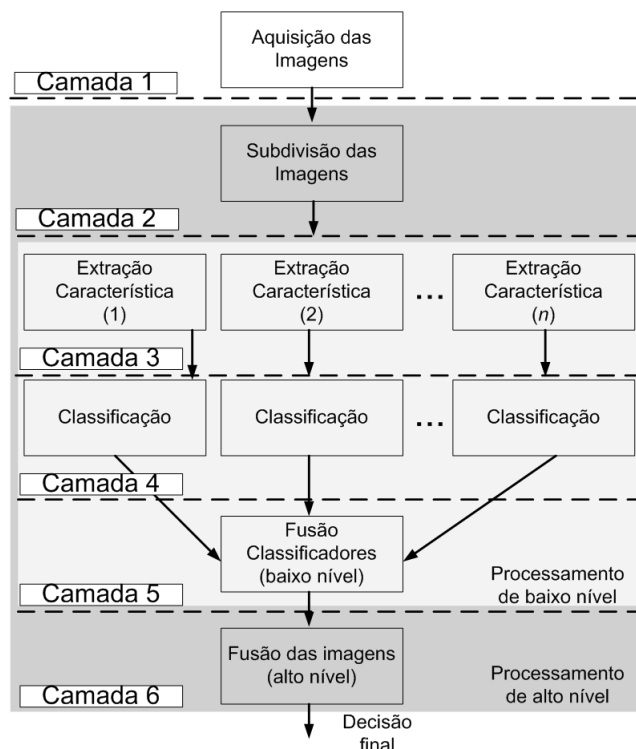 Aquisição das
Imagens
Camada 1
Subdivisão das
Imagens
Camada 2
Extração
Característica
(1)
Extração
Característica
(2)
...
Extração
Característica
(n)
Camada 3
Classificação
Classificação
...
Classificação
Camada 4
Fusão
Classificadores
(baixo nível)
Processamento
de baixo nível
Camada 5
Fusão das imagens
(alto nível)
Processamento
de alto nível
Camada 6
Decisão
final